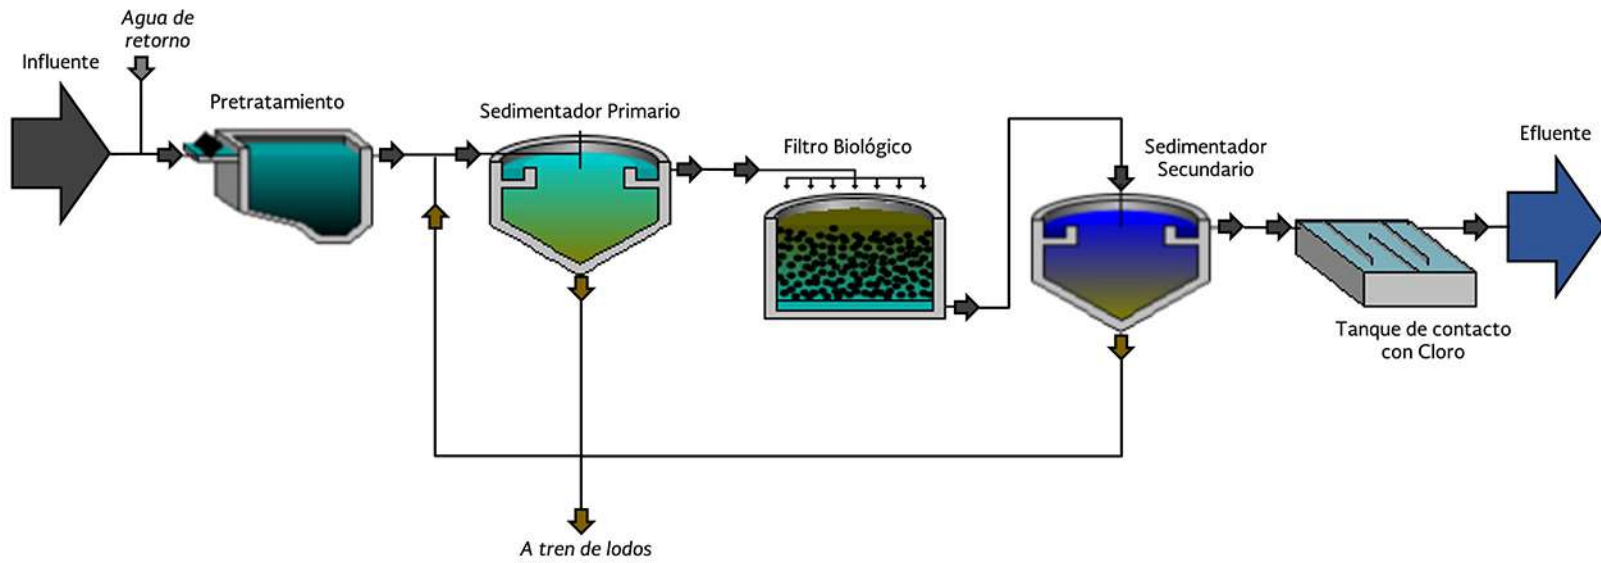 Agua de
retorno
Influente
Pretratamiento
Sedimentador Primario
Filtro Biológico
Sedimentador
Secundario
Efluente
Tanque de contacto
con Cloro
A tren de lodos